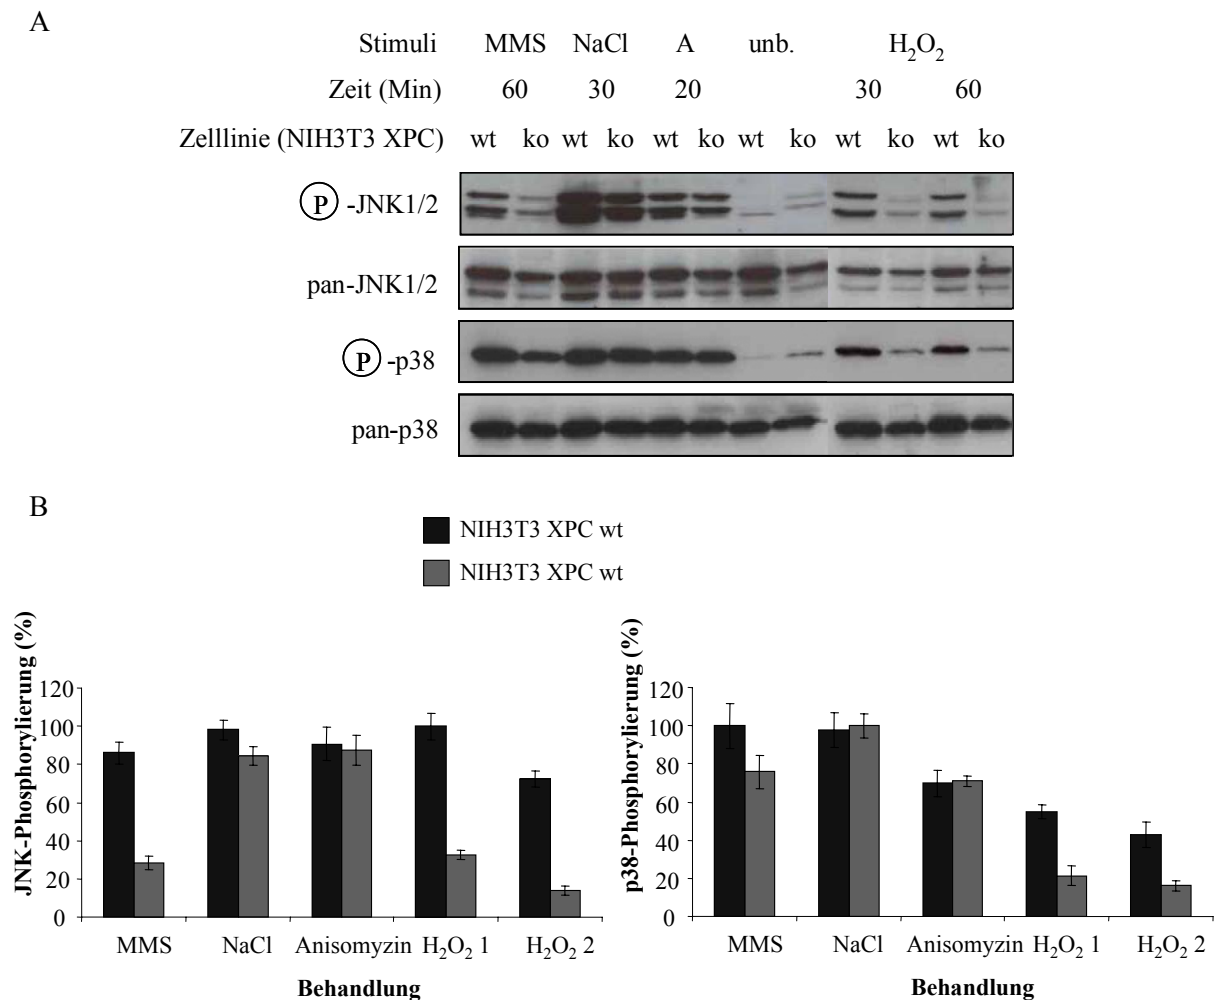 A
Stimuli MMS NaCl A unb. H₂O₂
Zeit (Min) 60 30 20 30 60
Zelllinie (NIH3T3 XPC) wt ko wt ko wt ko wt ko wt ko wt ko
P -JNK1/2
pan-JNK1/2
P -p38
pan-p38
B
NIH3T3 XPC wt
NIH3T3 XPC wt
JNK-Phosphorylierung (%)
120
100
80
60
40
20
0
MMS NaCl Anisomyzin H₂O₂ 1 H₂O₂ 2
Behandlung
p38-Phosphorylierung (%)
120
100
80
60
40
20
0
MMS NaCl Anisomyzin H₂O₂ 1 H₂O₂ 2
Behandlung